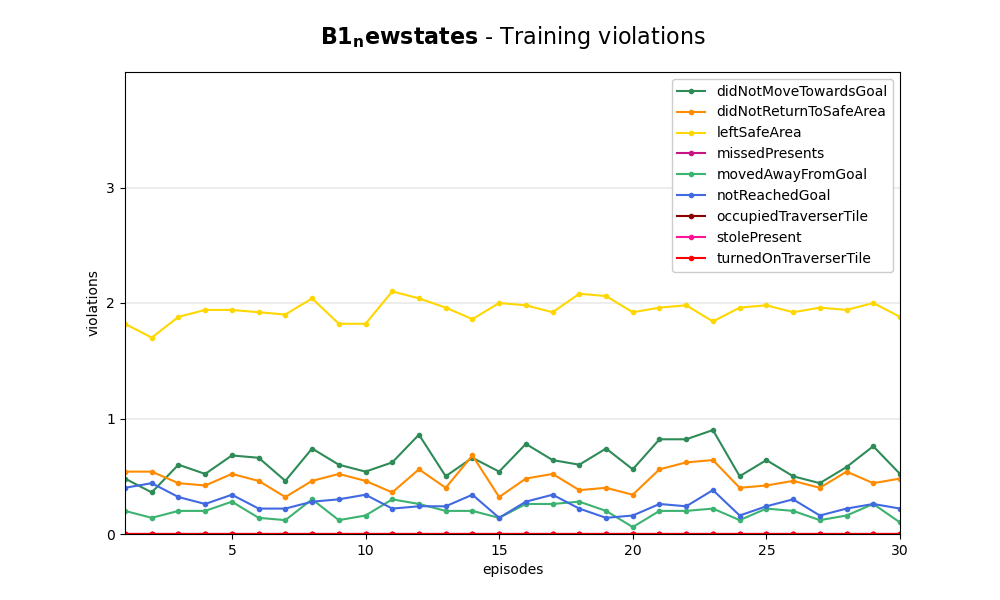 B1ₙewstates - Training violations
didNotMoveTowardsGoal
didNotReturnToSafeArea
leftSafeArea
missedPresents
movedAwayFromGoal
notReachedGoal
occupiedTraverserTile
stolePresent
turnedOnTraverserTile
violations
3
2
1
0
5
10
15
20
25
30
episodes